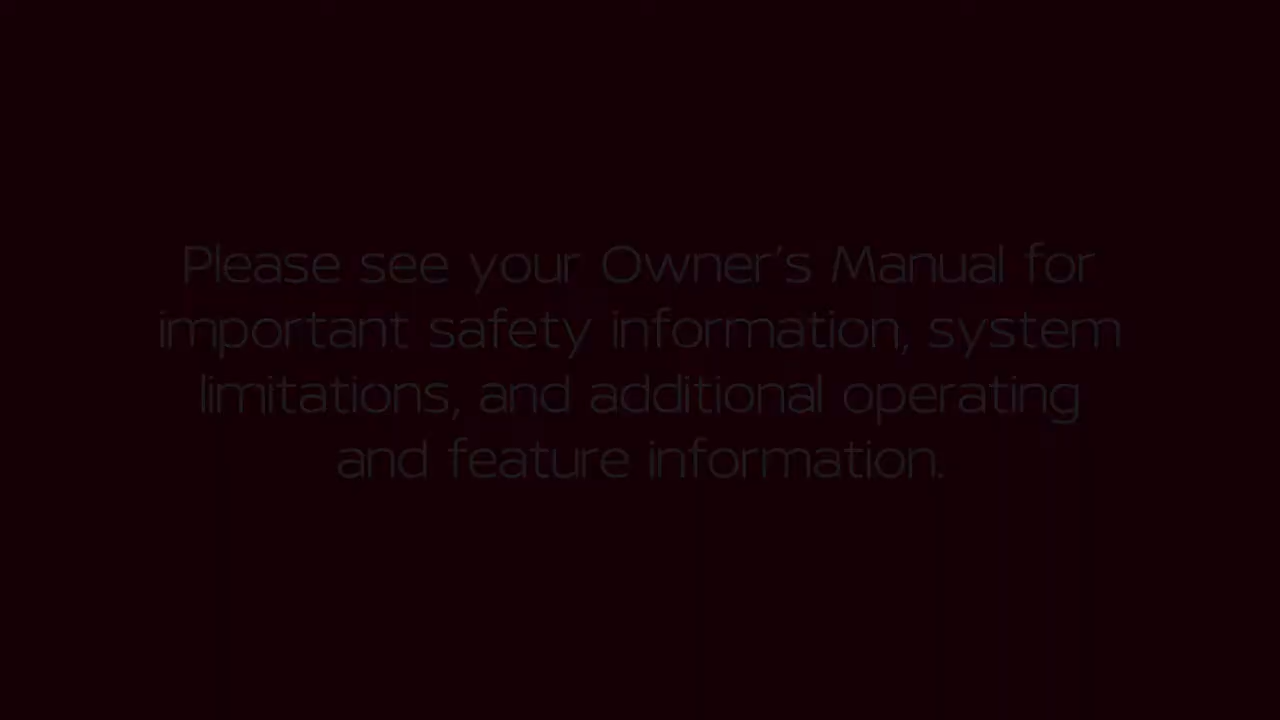 Please see your Owner's Manual for
important safety information, system
limitations, and additional operating
and feature information.